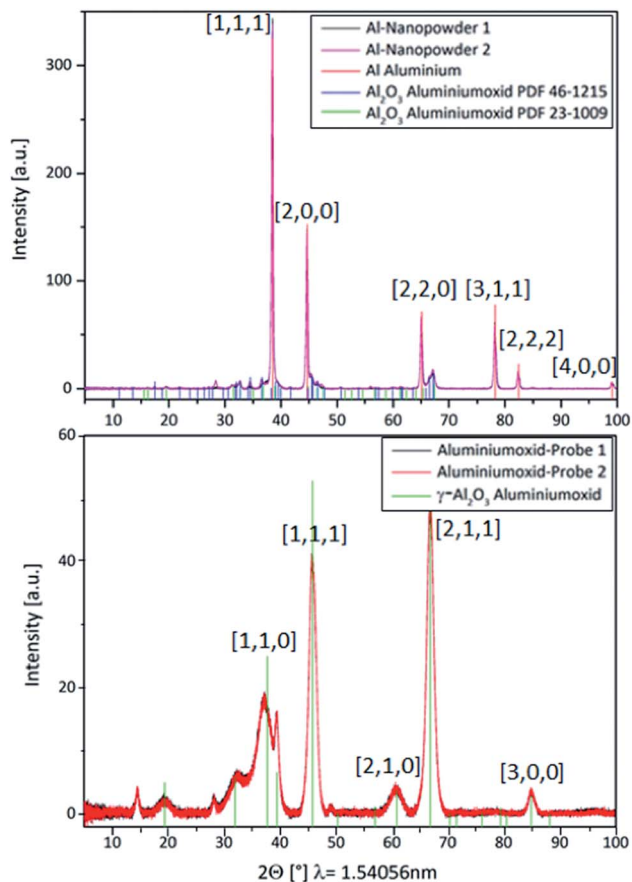 [1,1,1]
Al-Nanopowder 1
Al-Nanopowder 2
Al Aluminium
Al₂O₃ Aluminiumoxid PDF 46-1215
Al₂O₃ Aluminiumoxid PDF 23-1009
300
200
100
0
Intensity [a.u.]
[2,0,0]
[2,2,0]
[3,1,1]
[2,2,2]
[4,0,0]
10 20 30 40 50 60 70 80 90 100
60
40
20
0
Intensity [a.u.]
Aluminiumoxid-Probe 1
Aluminiumoxid-Probe 2
γ-Al₂O₃ Aluminiumoxid
[1,1,1]
[2,1,1]
[1,1,0]
[2,1,0]
[3,0,0]
10 20 30 40 50 60 70 80 90 100
2Θ [°] λ= 1.54056nm